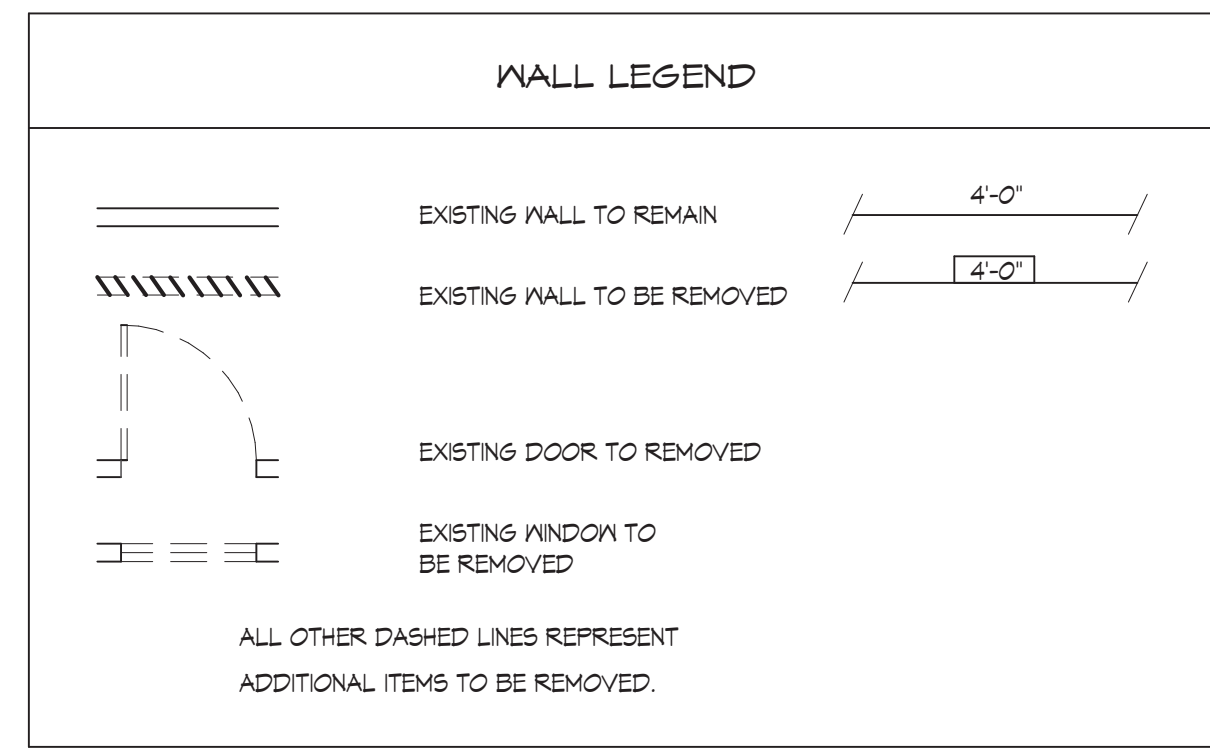 WALL LEGEND
EXISTING WALL TO REMAIN
4'-0"
EXISTING WALL TO BE REMOVED
4'-0"
EXISTING DOOR TO REMOVED
EXISTING WINDOW TO
BE REMOVED
ALL OTHER DASHED LINES REPRESENT
ADDITIONAL ITEMS TO BE REMOVED.